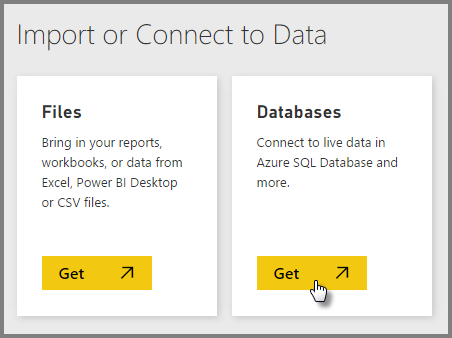 Import or Connect to Data
Files
Bring in your reports,
workbooks, or data from
Excel, Power BI Desktop
or CSV files.
Get
Databases
Connect to live data in
Azure SQL Database and
more.
Get